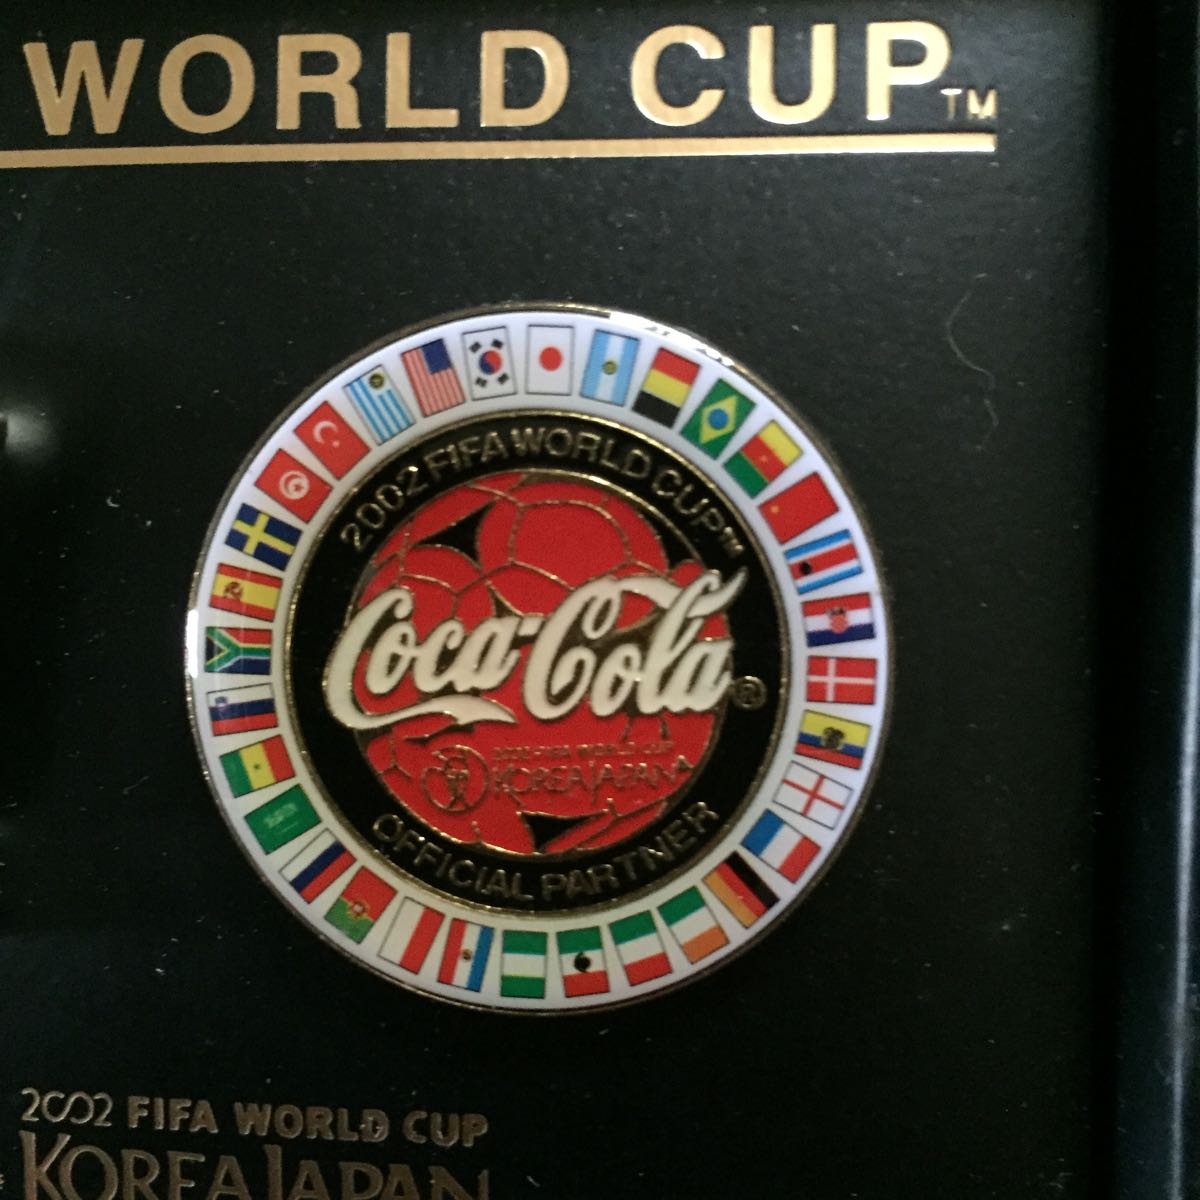 WORLD CUP™
2002 FIFA WORLD CUP™
Coca-Cola®
2002 FIFA WORLD CUP
KOREA JAPAN
OFFICIAL PARTNER
2002 FIFA WORLD CUP
KOREA JAPAN